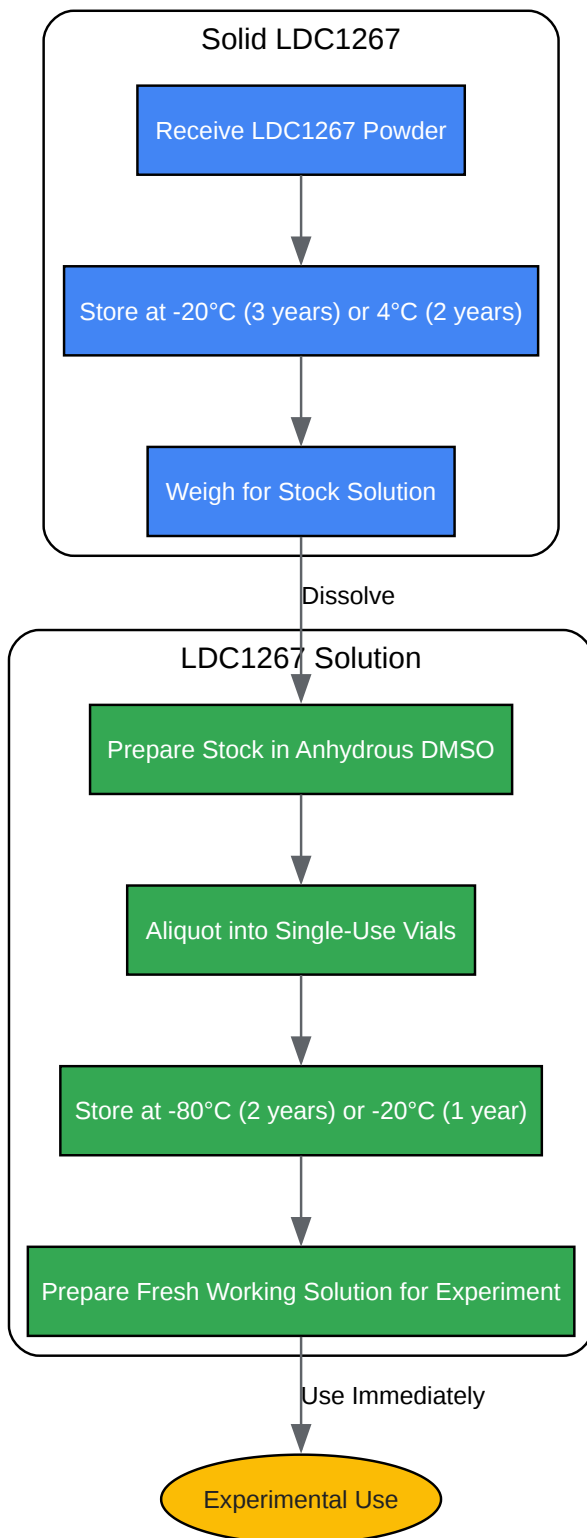 Solid LDC1267
Receive LDC1267 Powder
Store at -20°C (3 years) or 4°C (2 years)
Weigh for Stock Solution
Dissolve
LDC1267 Solution
Prepare Stock in Anhydrous DMSO
Aliquot into Single-Use Vials
Store at -80°C (2 years) or -20°C (1 year)
Prepare Fresh Working Solution for Experiment
Use Immediately
Experimental Use